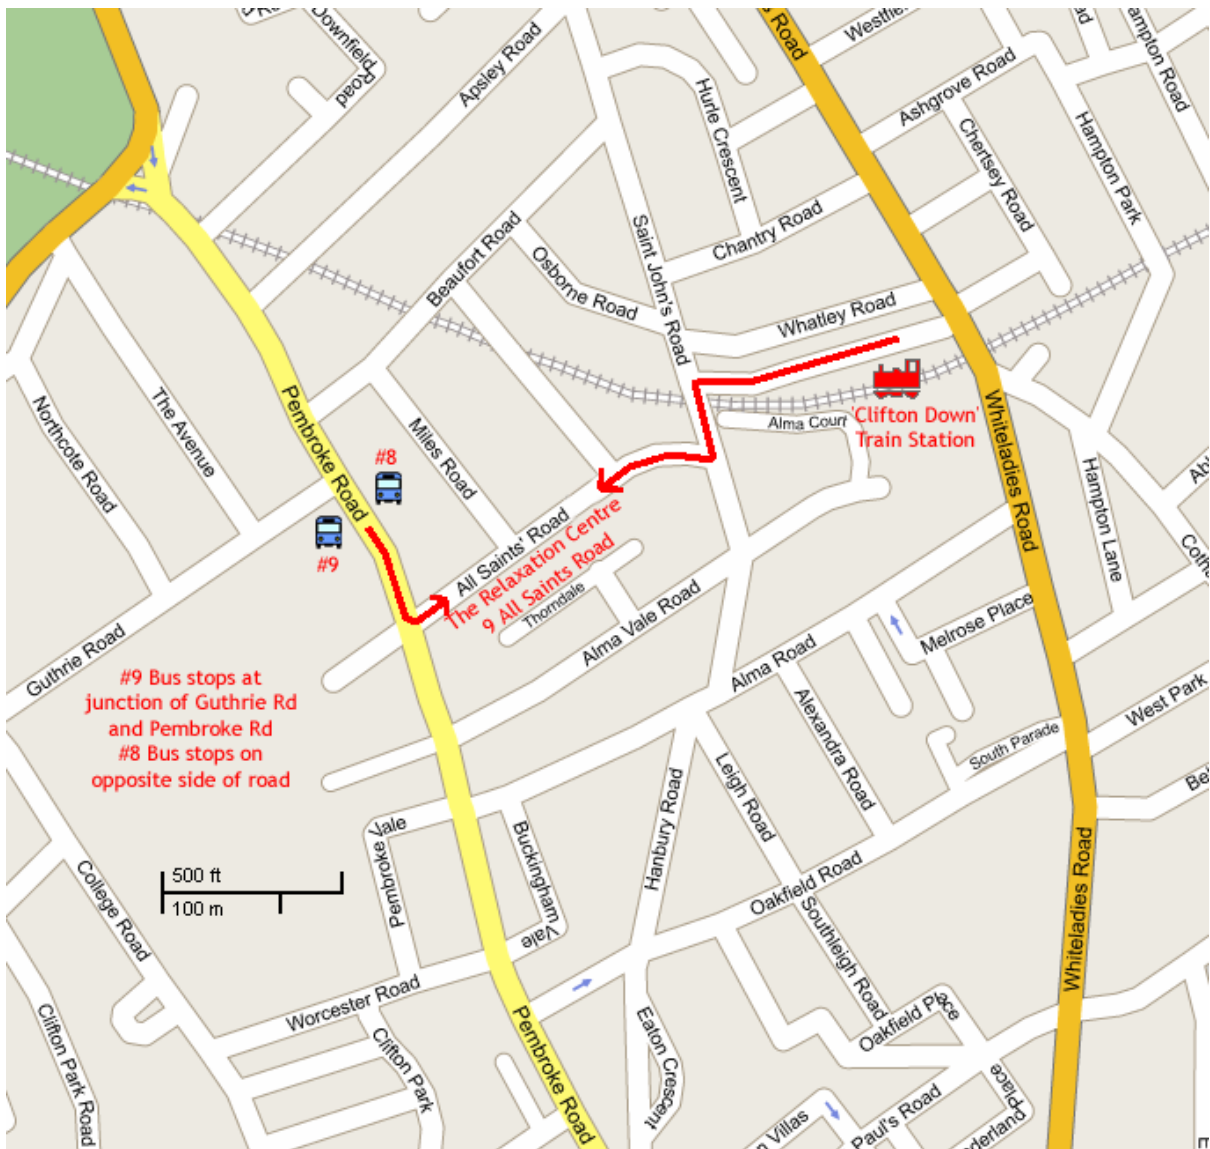 Downfield
Road
Apsley Road
Road
Westfie
Hampton Road
Ashgrove Road
Hurle Crescent
Chertsey Road
Hampton Park
Saint John's Road
Chantry Road
Beaufort Road
Osborne Road
Whatley Road
Pembroke Road
The Avenue
Northcote Road
Miles Road
Alma Court
'Clifton Down'
Train Station
Whiteladies Road
Hampton Lane
Cotha
#8
#9
All Saints' Road
The Relaxation Centre
9 All Saints Road
Thorndale
Alma Vale Road
Melrose Place
Guthrie Road
#9 Bus stops at
junction of Guthrie Rd
and Pembroke Rd
#8 Bus stops on
opposite side of road
Alma Road
Alexandra Road
West Park
South Parade
Leigh Road
Hanbury Road
Pembroke Vale
Buckingham
Vale
500 ft
100 m
College Road
Oakfield Road
Southleigh Road
Whiteladies Road
Worcester Road
Clifton Park Road
Clifton Park
Pembroke Road
Eaton Crescent
Oakfield Place
Place
Paul's Road
n Villas